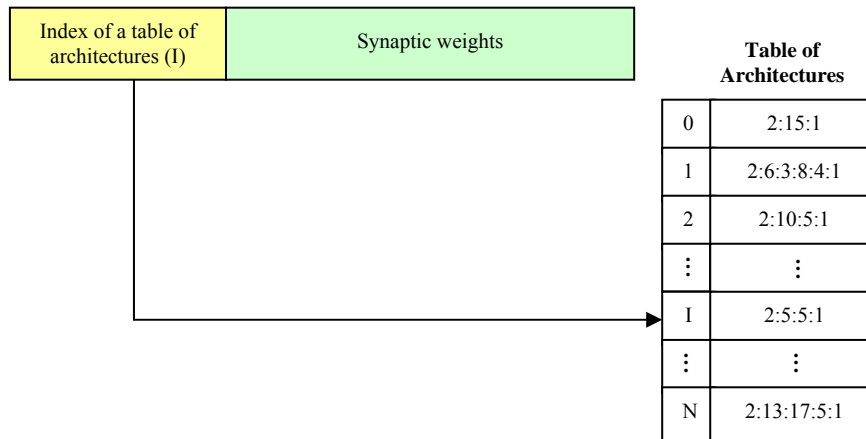 Index of a table of
architectures (I)
Synaptic weights
Table of
Architectures
0 2:15:1
1 2:6:3:8:4:1
2 2:10:5:1
⋮ ⋮
I 2:5:5:1
⋮ ⋮
N 2:13:17:5:1